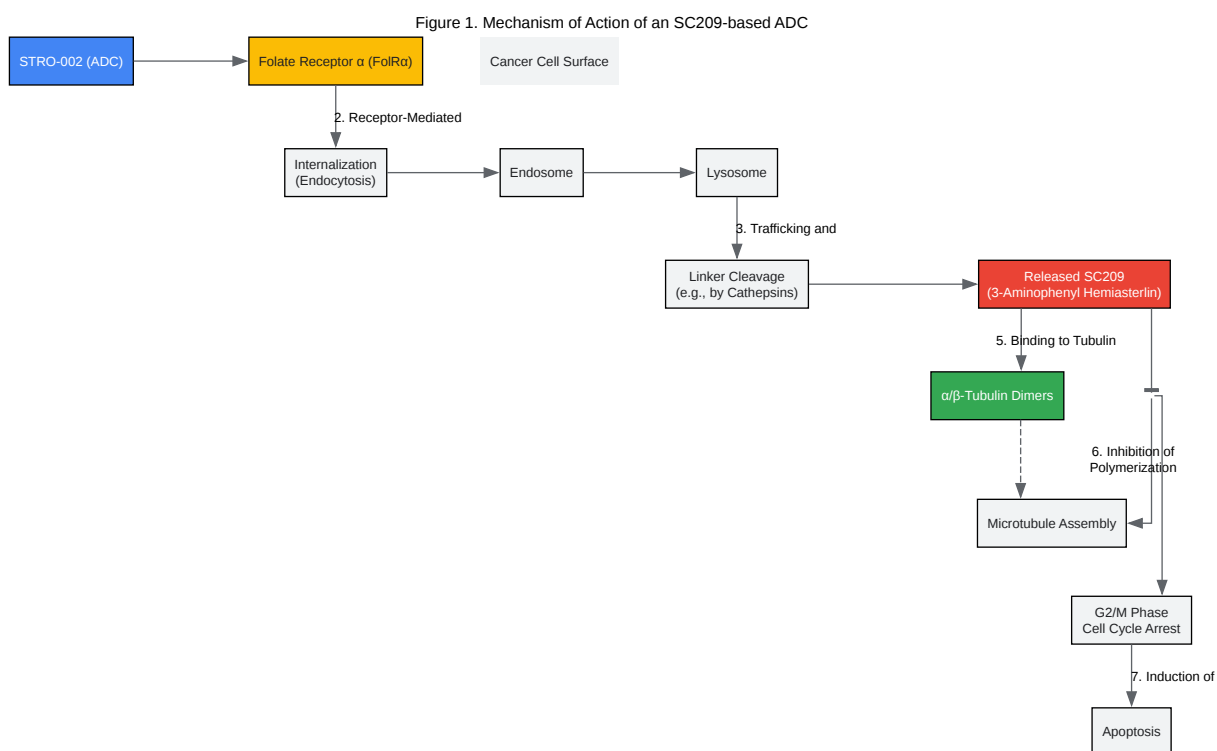 Figure 1. Mechanism of Action of an SC209-based ADC
STRO-002 (ADC)
Folate Receptor α (FolRα)
Cancer Cell Surface
2. Receptor-Mediated
Internalization
(Endocytosis)
Endosome
Lysosome
3. Trafficking and
Linker Cleavage
(e.g., by Cathepsins)
Released SC209
(3-Aminophenyl Hemiasterlin)
5. Binding to Tubulin
α/β-Tubulin Dimers
6. Inhibition of
Polymerization
Microtubule Assembly
G2/M Phase
Cell Cycle Arrest
7. Induction of
Apoptosis